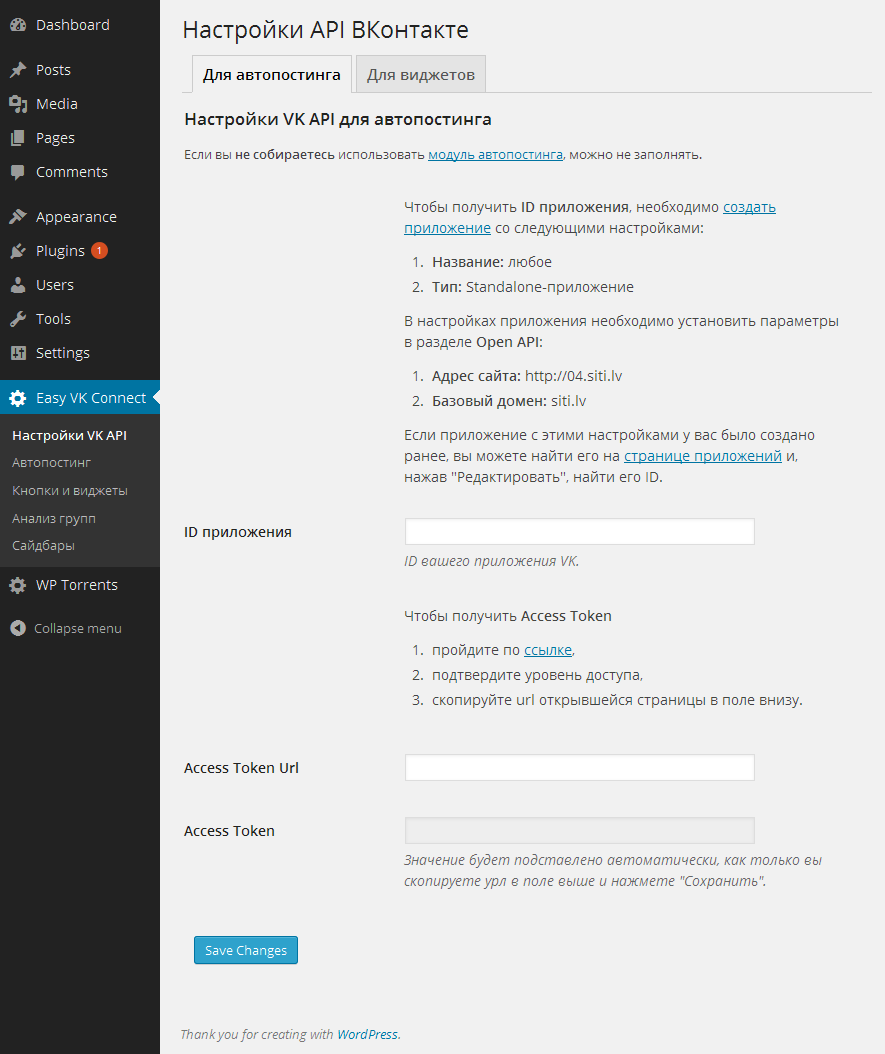 Dashboard
Posts
Media
Pages
Comments
Appearance
Plugins 1
Users
Tools
Settings
Easy VK Connect
Настройки VK API
Автопостинг
Кнопки и виджеты
Анализ групп
Сайдбары
WP Torrents
Collapse menu
Настройки API ВКонтакте
Для автопостинга Для виджетов
Настройки VK API для автопостинга
Если вы не собираетесь использовать модуль автопостинга, можно не заполнять.
Чтобы получить ID приложения, необходимо создать
приложение со следующими настройками:
1. Название: любое
2. Тип: Standalone-приложение
В настройках приложения необходимо установить параметры
в разделе Open API:
1. Адрес сайта: http://04.siti.lv
2. Базовый домен: siti.lv
Если приложение с этими настройками у вас было создано
ранее, вы можете найти его на странице приложений и,
нажав "Редактировать", найти его ID.
ID приложения
ID вашего приложения VK.
Чтобы получить Access Token
1. пройдите по ссылке,
2. подтвердите уровень доступа,
3. скопируйте url открывшейся страницы в поле внизу.
Access Token Url
Access Token
Значение будет подставлено автоматически, как только вы
скопируете урл в поле выше и нажмете "Сохранить".
Save Changes
Thank you for creating with WordPress.